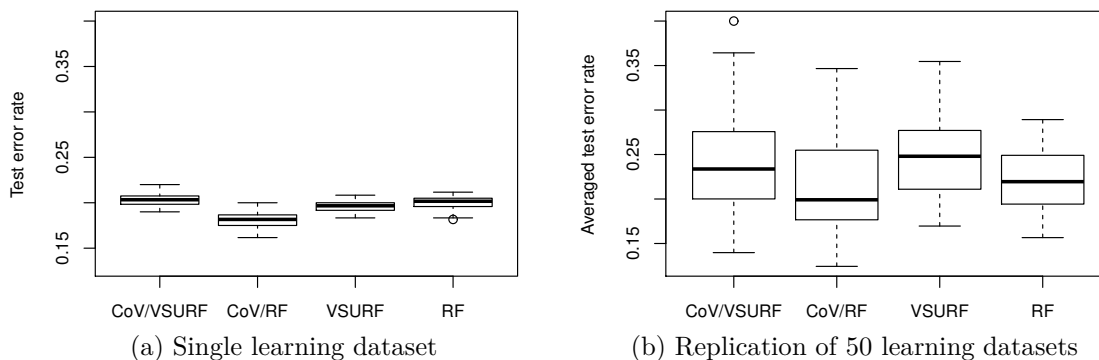 Test error rate
0.15 0.25 0.35
CoV/VSURF CoV/RF VSURF RF
(a) Single learning dataset
Averaged test error rate
0.15 0.25 0.35
CoV/VSURF CoV/RF VSURF RF
(b) Replication of 50 learning datasets